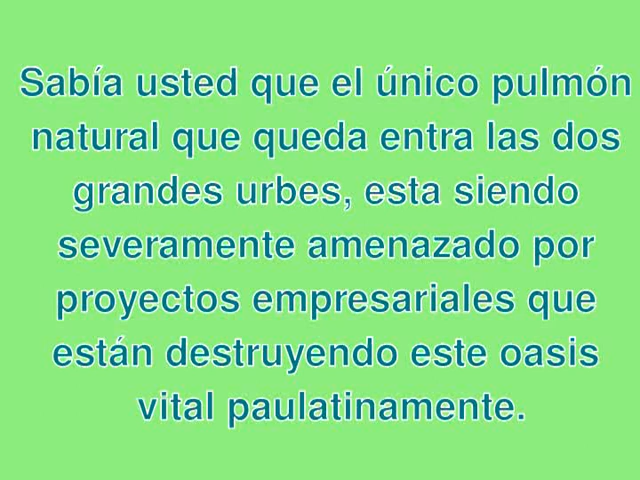 Sabía usted que el único pulmón
natural que queda entra las dos
grandes urbes, esta siendo
severamente amenazado por
proyectos empresariales que
están destruyendo este oasis
vital paulatinamente.